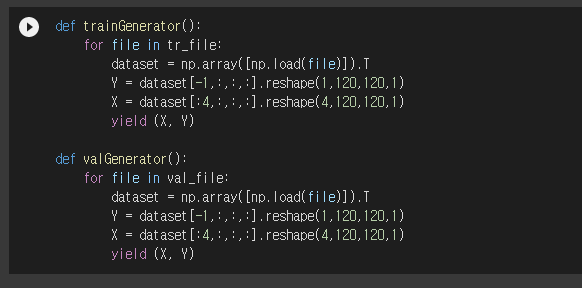 def trainGenerator():
    for file in tr_file:
        dataset = np.array([np.load(file)]).T
        Y = dataset[-1,:,:,:].reshape(1,120,120,1)
        X = dataset[:4,:,:,:].reshape(4,120,120,1)
        yield (X, Y)

def valGenerator():
    for file in val_file:
        dataset = np.array([np.load(file)]).T
        Y = dataset[-1,:,:,:].reshape(1,120,120,1)
        X = dataset[:4,:,:,:].reshape(4,120,120,1)
        yield (X, Y)